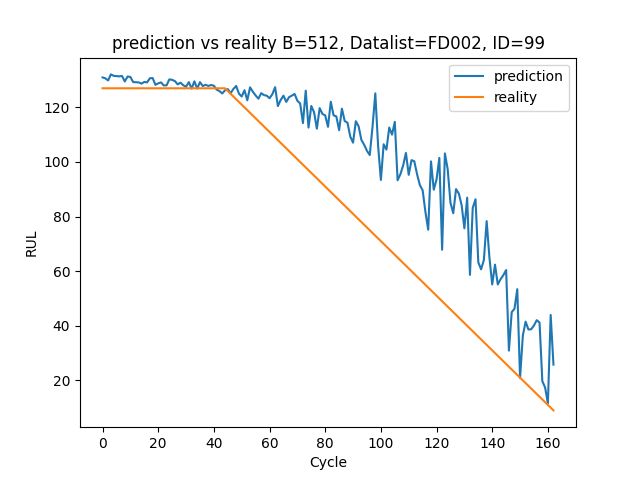 prediction vs reality B=512, Datalist=FD002, ID=99
prediction
reality
RUL
120
100
80
60
40
20
0 20 40 60 80 100 120 140 160
Cycle